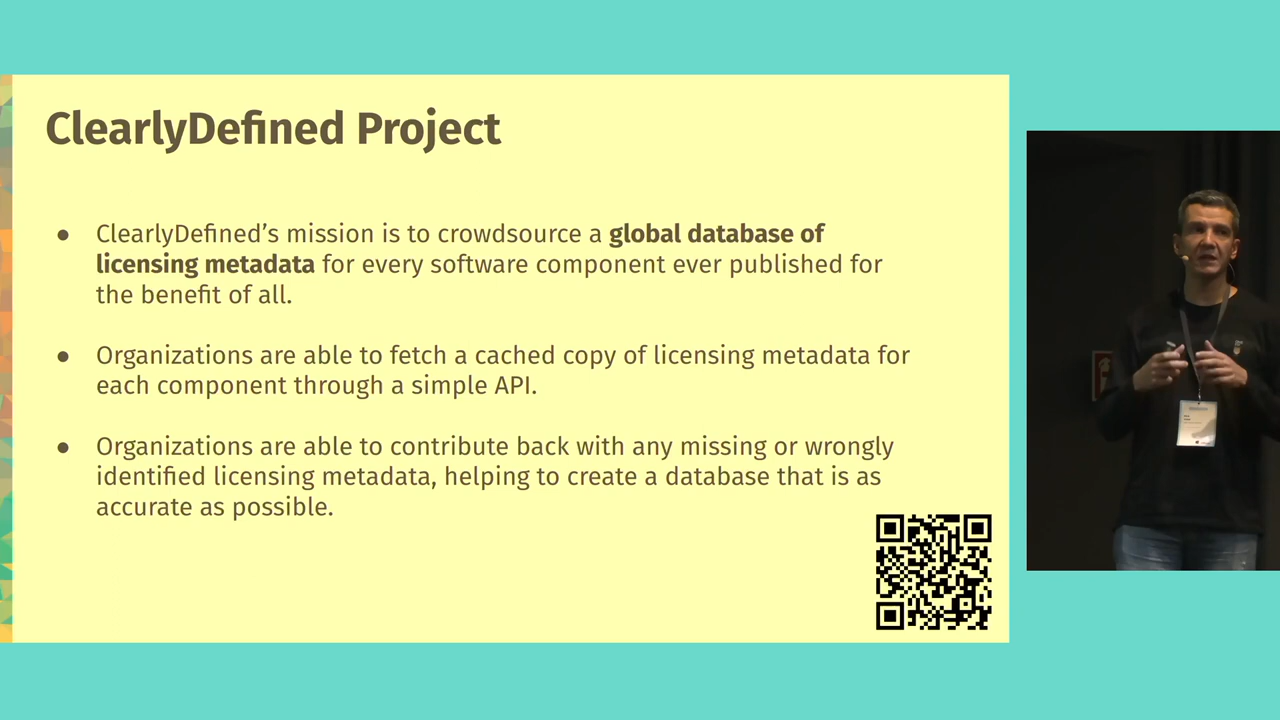 ClearlyDefined Project
● ClearlyDefined’s mission is to crowdsource a global database of
licensing metadata for every software component ever published for
the benefit of all.
● Organizations are able to fetch a cached copy of licensing metadata for
each component through a simple API.
● Organizations are able to contribute back with any missing or wrongly
identified licensing metadata, helping to create a database that is as
accurate as possible.